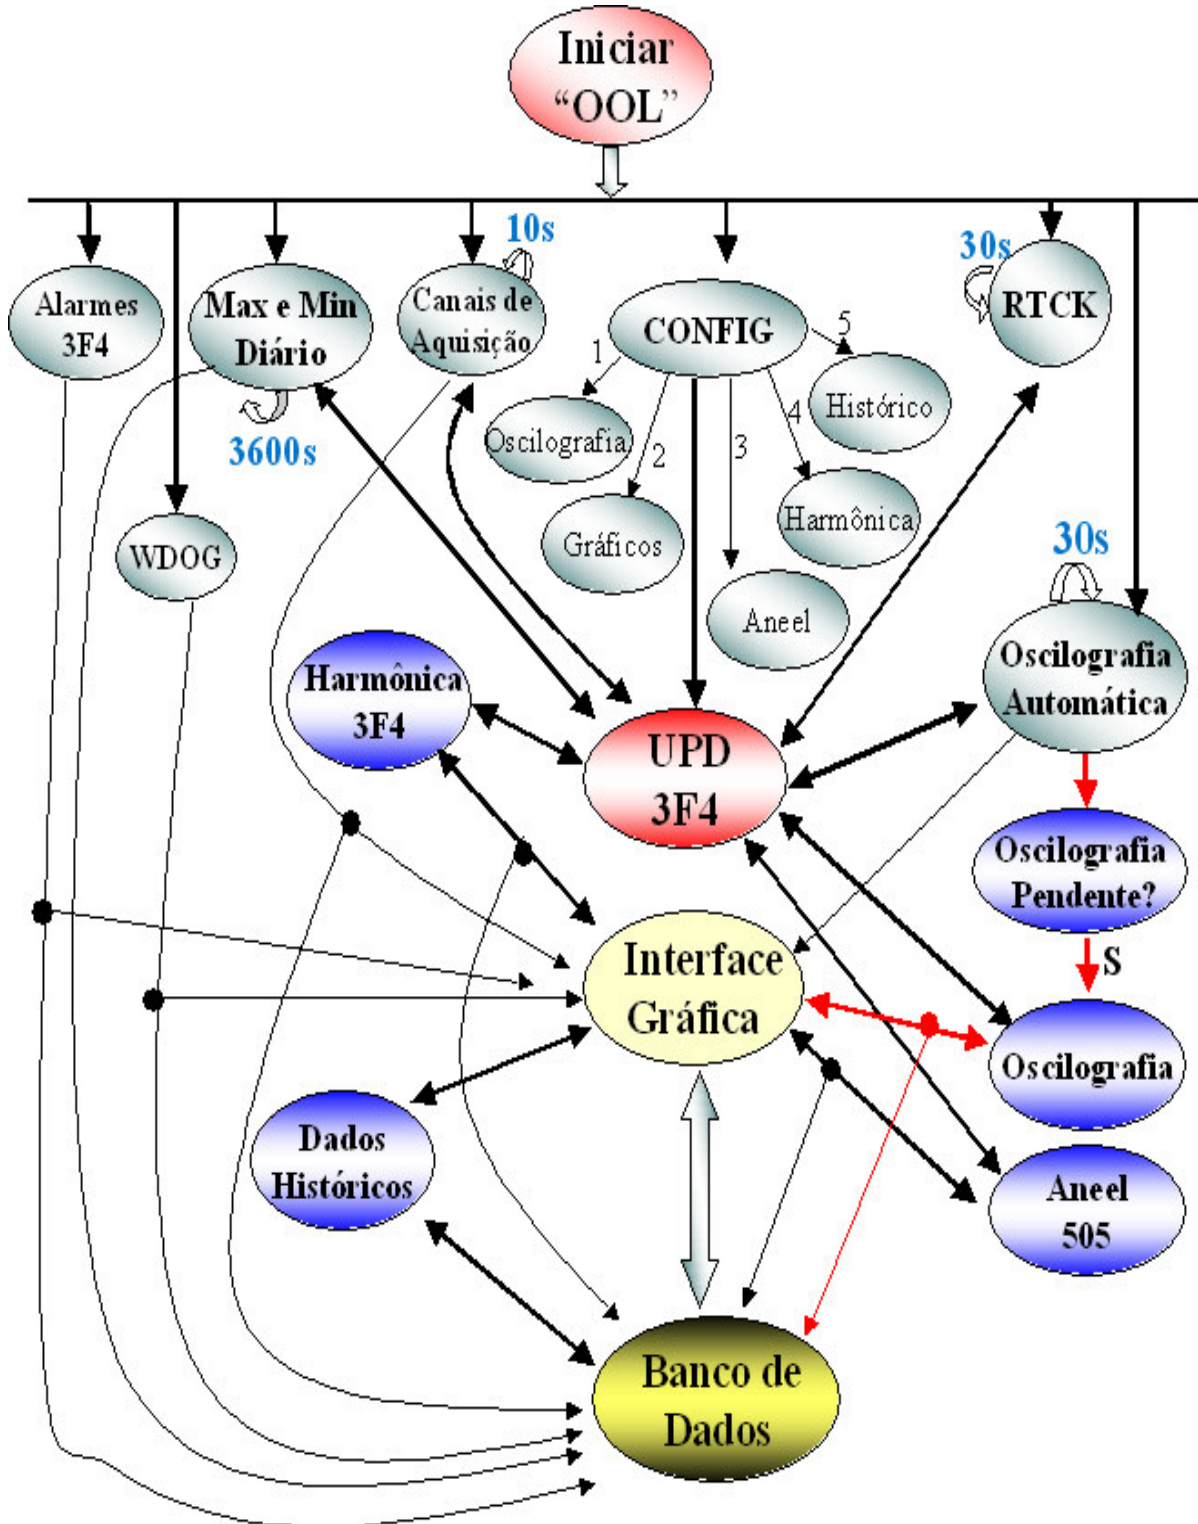 Iniciar
“OOL”
10s
30s
Alarmes
3F4
Max e Min
Diário
3600s
Canais de
Aquisição
CONFIG
RTCK
1
2
3
4
5
Oscilografia
Gráficos
Aneel
Harmônica
Histórico
WDOG
30s
Oscilografia
Automática
Harmônica
3F4
UPD
3F4
Oscilografia
Pendente?
S
Interface
Gráfica
Oscilografia
Dados
Históricos
Aneel
505
Banco de
Dados